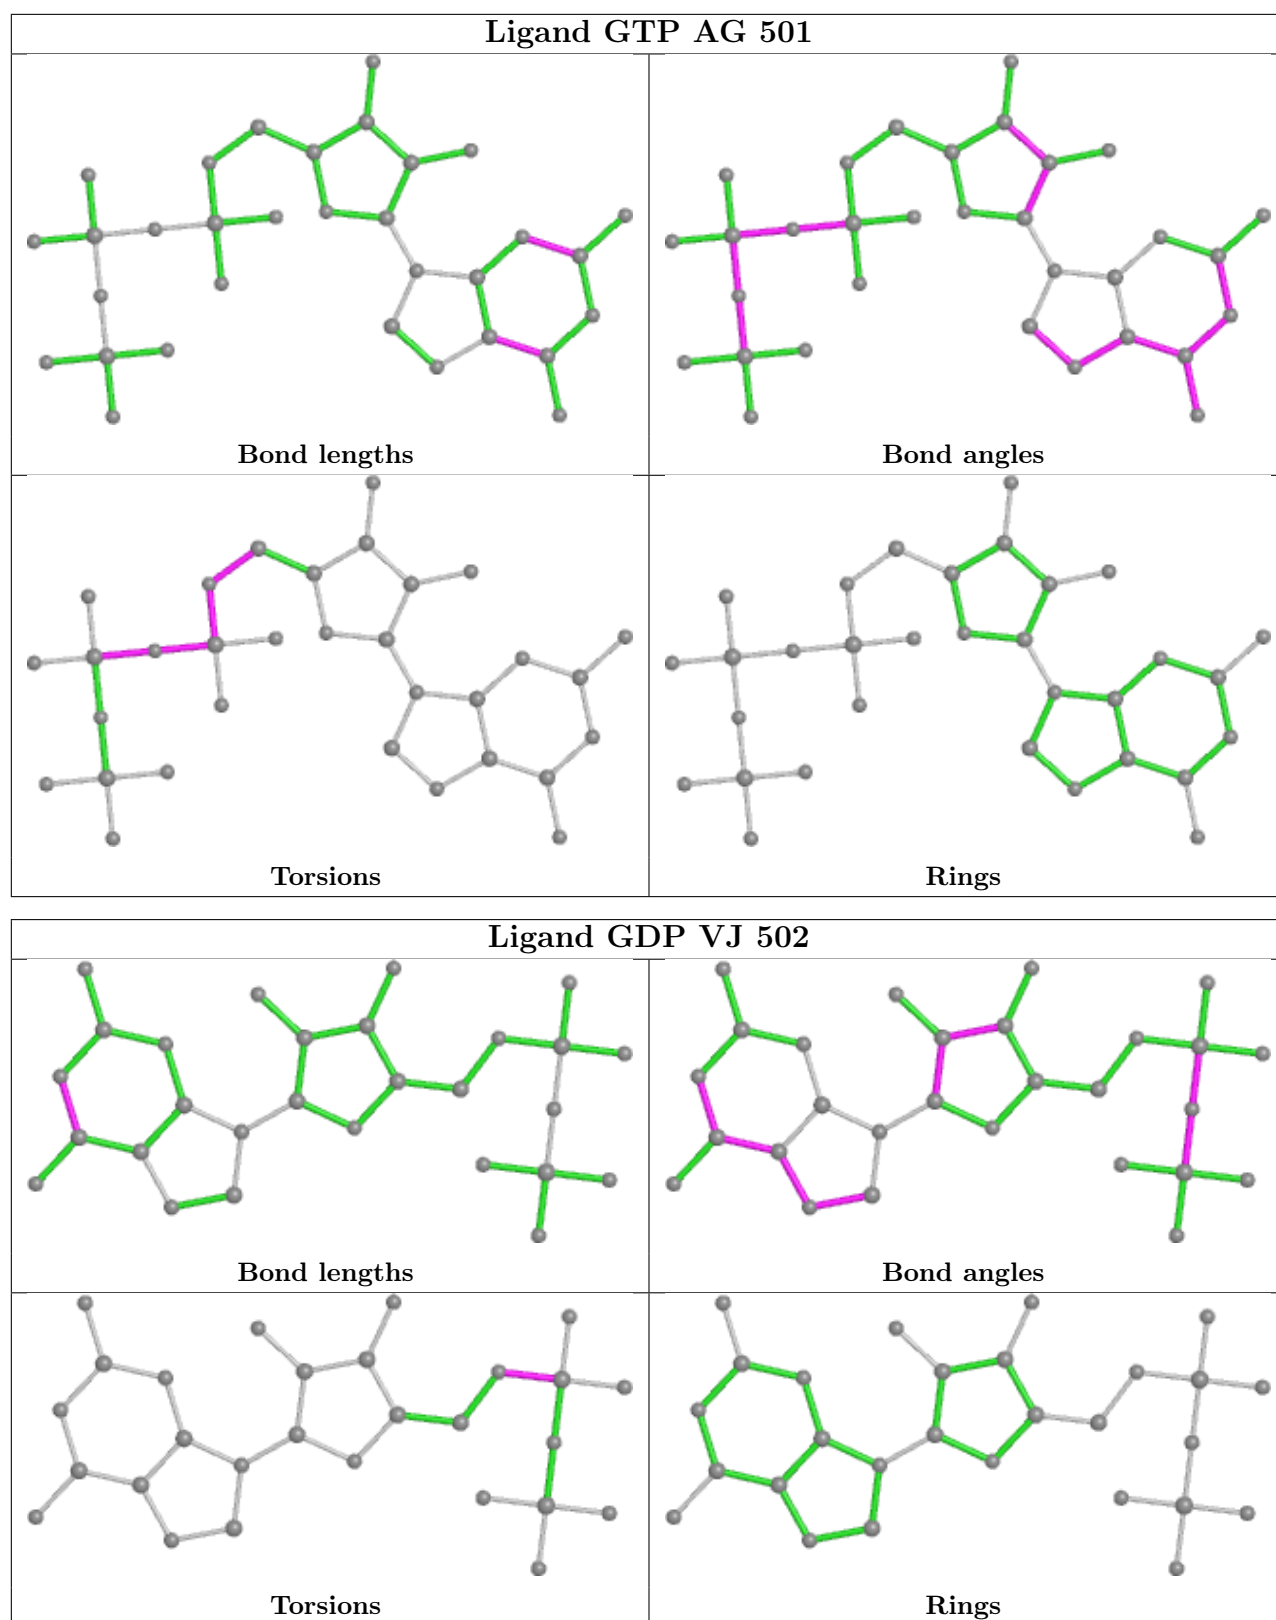 Ligand GTP AG 501
Bond lengths
Bond angles
Torsions
Rings
Ligand GDP VJ 502
Bond lengths
Bond angles
Torsions
Rings